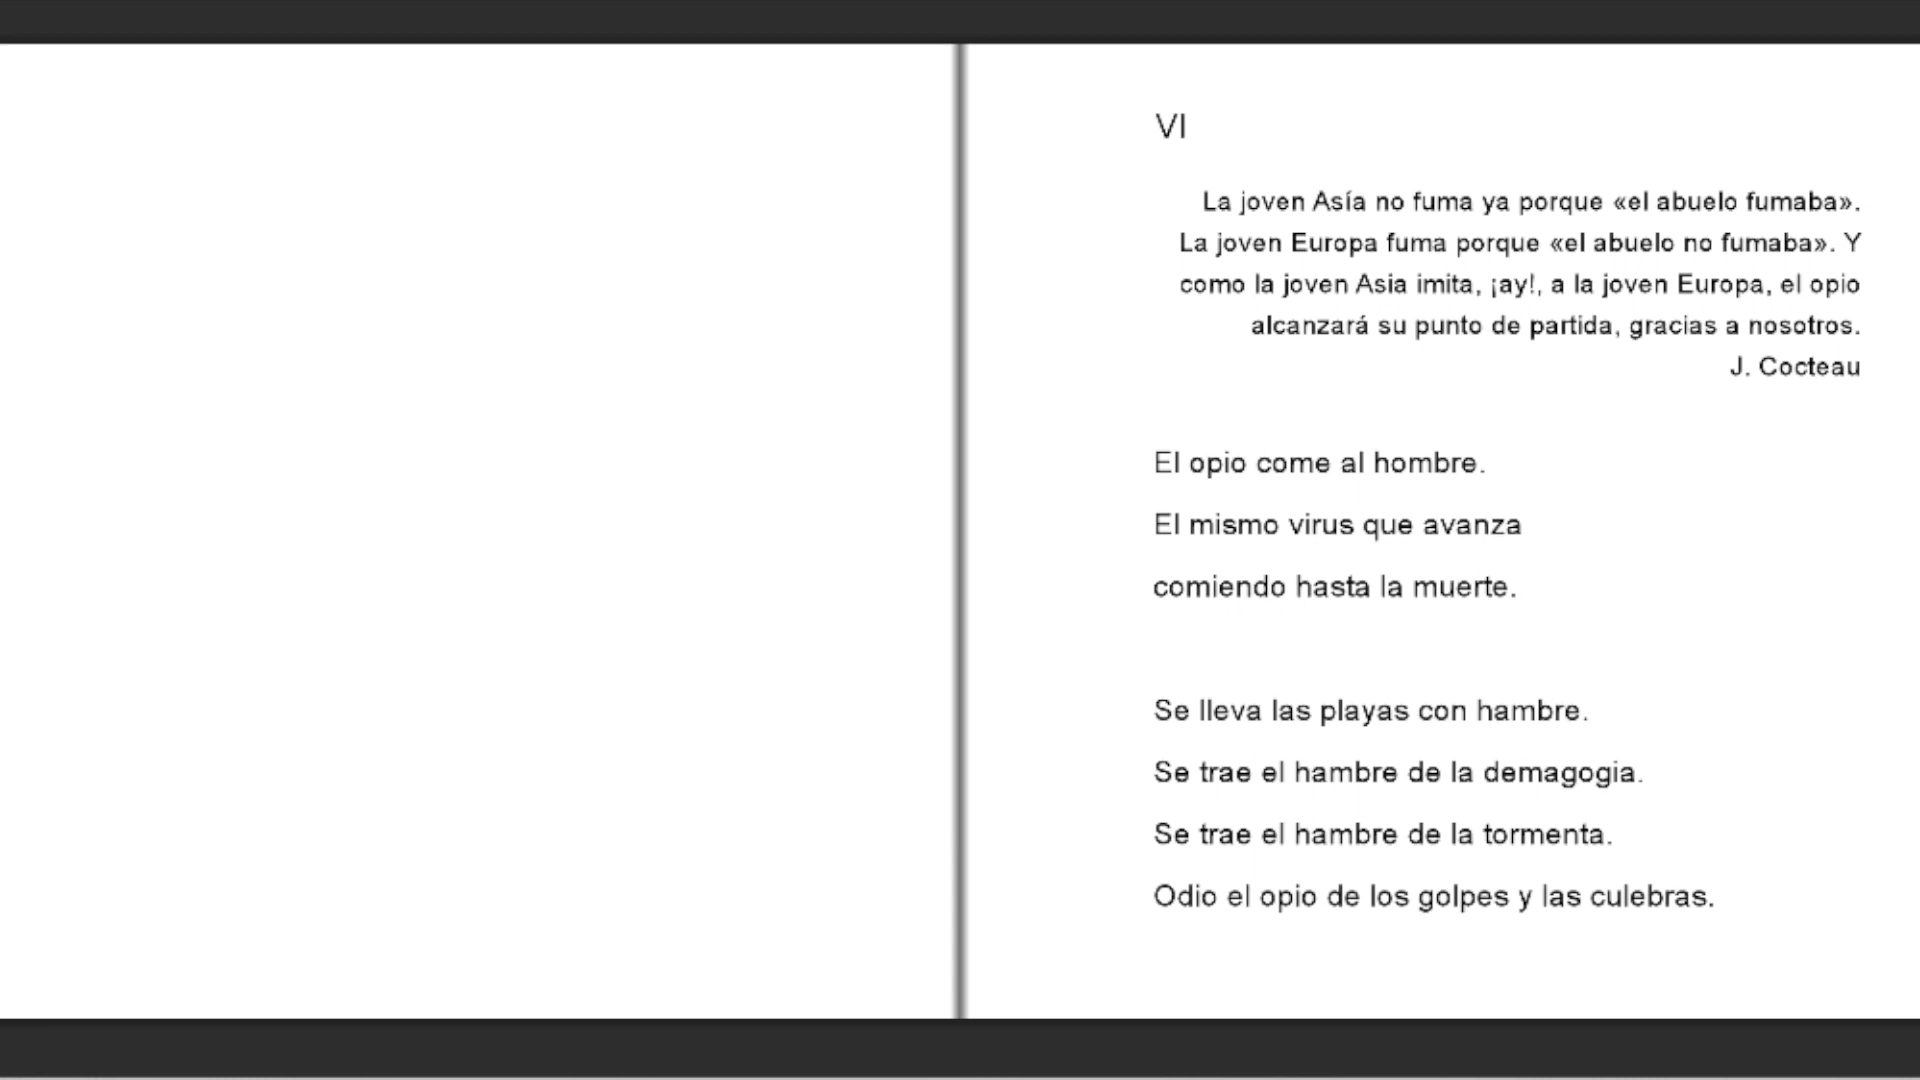 VI
La joven Asía no fuma ya porque «el abuelo fumaba».
La joven Europa fuma porque «el abuelo no fumaba». Y
como la joven Asia imita, ¡ay!, a la joven Europa, el opio
alcanzará su punto de partida, gracias a nosotros.
J. Cocteau
El opio come al hombre.
El mismo virus que avanza
comiendo hasta la muerte.
Se lleva las playas con hambre.
Se trae el hambre de la demagogia.
Se trae el hambre de la tormenta.
Odio el opio de los golpes y las culebras.